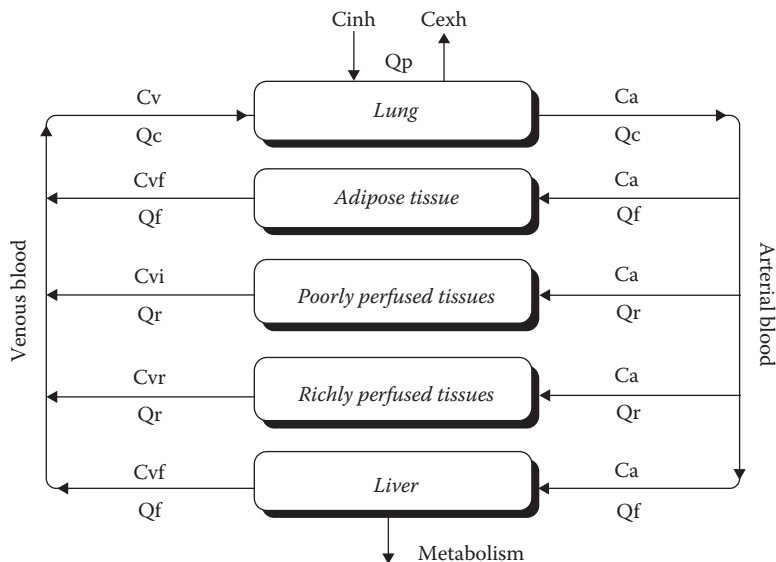 Cinh
Cexh
Qp
Cv
Lung
Ca
Qc
Qc
Cvf
Adipose tissue
Ca
Qf
Qf
Cvi
Poorly perfused tissues
Ca
Qr
Qr
Cvr
Richly perfused tissues
Ca
Qr
Qr
Cvf
Liver
Ca
Qf
Qf
Metabolism
Venous blood
Arterial blood